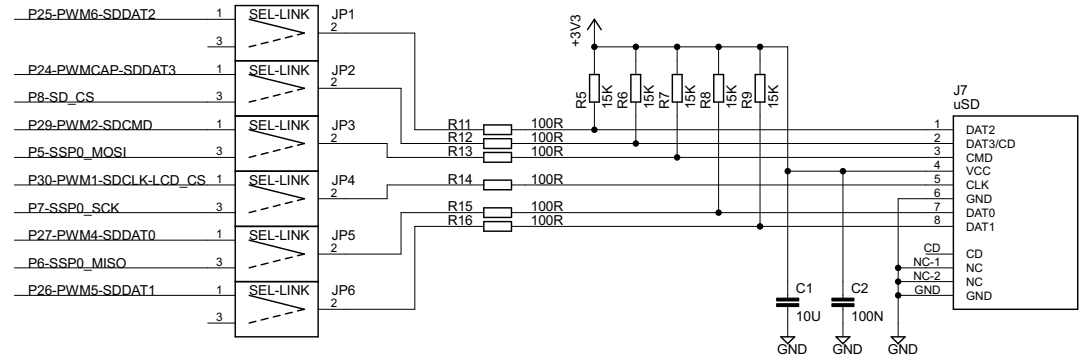 P25-PWM6-SDDAT2 1 SEL-LINK JP1
2
3
P24-PWMCAP-SDDAT3 1 SEL-LINK JP2
2
P8-SD_CS 3
P29-PWM2-SDCMD 1 SEL-LINK JP3
2
P5-SSP0_MOSI 3
P30-PWM1-SDCLK-LCD_CS 1 SEL-LINK JP4
2
P7-SSP0_SCK 3
P27-PWM4-SDDAT0 1 SEL-LINK JP5
2
P6-SSP0_MISO 3
P26-PWM5-SDDAT1 1 SEL-LINK JP6
2
3
+3V3
R5 15K R6 15K R7 15K R8 15K R9 15K
R11 100R
R12 100R
R13 100R
R14 100R
R15 100R
R16 100R
J7
uSD
1 DAT2
2 DAT3/CD
3 CMD
4 VCC
5 CLK
6 GND
7 DAT0
8 DAT1
CD CD
NC-1 NC
NC-2 NC
GND GND
C1 C2
10U 100N
GND GND GND